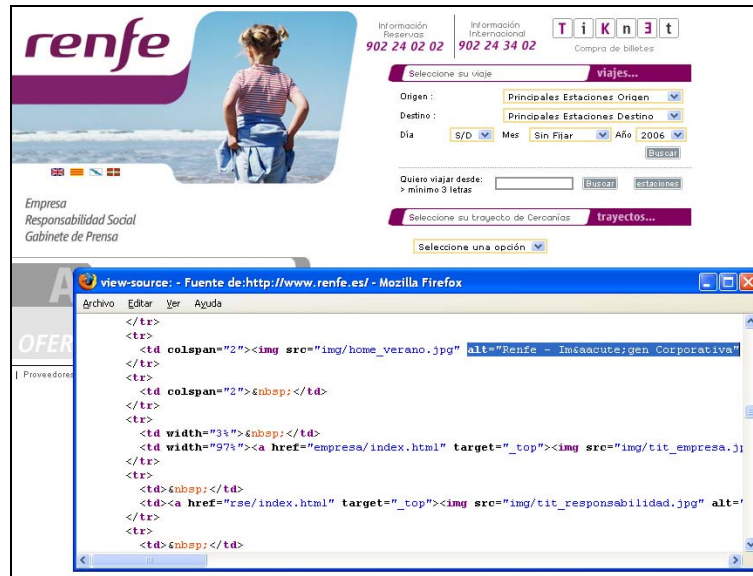 renfe
Información
Reservas
902 24 02 02
Información
Internacional
902 24 34 02
TiKnƎt
Compra de billetes
Seleccione su viaje
viajes...
Origen :
Principales Estaciones Origen
Destino :
Principales Estaciones Destino
Día
S/D
Mes
Sin Fijar
Año
2006
Buscar
Quiero viajar desde:
> mínimo 3
letras
Buscar
estaciones
Empresa
Responsabilidad Social
Gabinete de Prensa
Seleccione su trayecto de Cercanías
trayectos...
Seleccione una opción
A
OFER
| Proveedores
view-source: - Fuente de:http://www.renfe.es/ - Mozilla Firefox
Archivo Editar Ver Ayuda
</tr>
<tr>
<td colspan="2"><img src="img/home_verano.jpg" alt="Renfe - Im&aacute;gen Corporativa"
</tr>
<tr>
<td colspan="2">&nbsp;</td>
</tr>
<tr>
<td width="3%">&nbsp;</td>
<td width="97%"><a href="empresa/index.html" target="_top"><img src="img/tit_empresa.jp
</tr>
<tr>
<td>&nbsp;</td>
<td><a href="rse/index.html" target="_top"><img src="img/tit_responsabilidad.jpg" alt="
</tr>
<tr>
<td>&nbsp;</td>